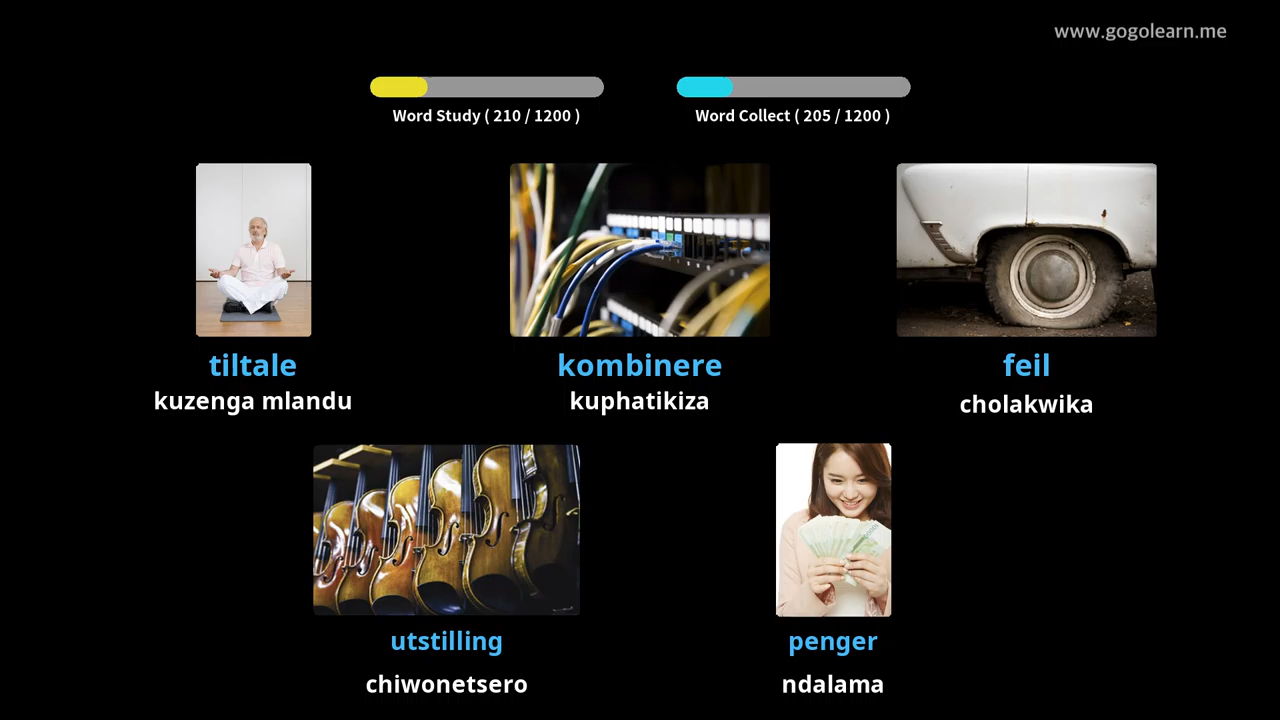 www.gogolearn.me
Word Study ( 210 / 1200 )
Word Collect ( 205 / 1200 )
tiltale
kuzenga mlandu
kombinere
kuphatikiza
feil
cholakwika
utstilling
chiwonetsero
penger
ndalama